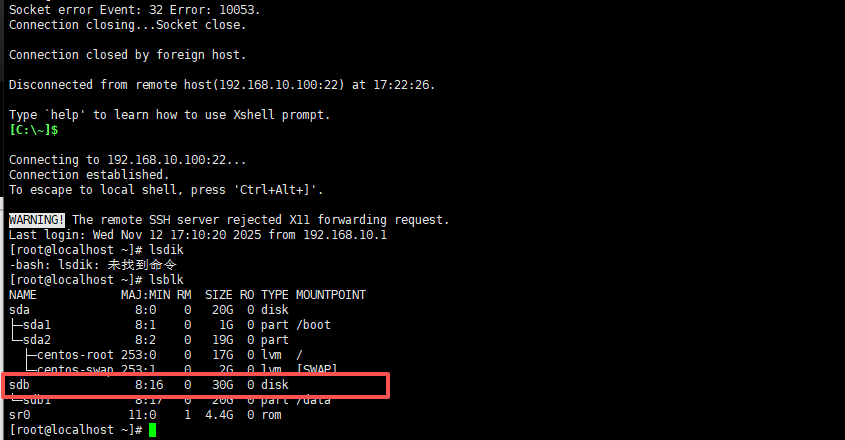 Socket error Event: 32 Error: 10053.
Connection closing...Socket close.
Connection closed by foreign host.
Disconnected from remote host(192.168.10.100:22) at 17:22:26.
Type `help' to learn how to use Xshell prompt.
[C:\~]$
Connecting to 192.168.10.100:22...
Connection established.
To escape to local shell, press 'Ctrl+Alt+]'.
WARNING! The remote SSH server rejected X11 forwarding request.
Last login: Wed Nov 12 17:10:20 2025 from 192.168.10.1
[root@localhost ~]# lsdik
-bash: lsdik: 未找到命令
[root@localhost ~]# lsblk
NAME            MAJ:MIN RM  SIZE RO TYPE MOUNTPOINT
sda               8:0    0   20G  0 disk
├─sda1            8:1    0    1G  0 part /boot
└─sda2            8:2    0   19G  0 part
  ├─centos-root 253:0    0   17G  0 lvm  /
  └─centos-swap 253:1    0    2G  0 lvm  [SWAP]
sdb               8:16   0   30G  0 disk
└─sdb1            8:17   0   20G  0 part /data
sr0              11:0    1  4.4G  0 rom
[root@localhost ~]#